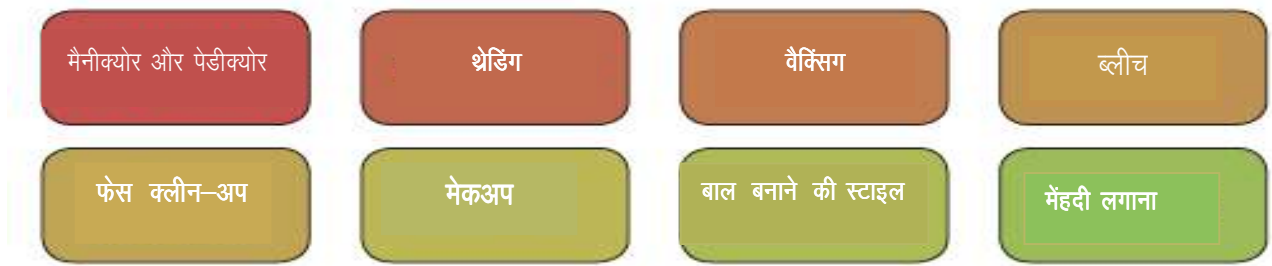 मैनीक्योर और पेडीक्योर
थ्रेडिंग
वैक्सिंग
ब्लीच
फेस क्लीन–अप
मेकअप
बाल बनाने की स्टाइल
मेंहदी लगाना